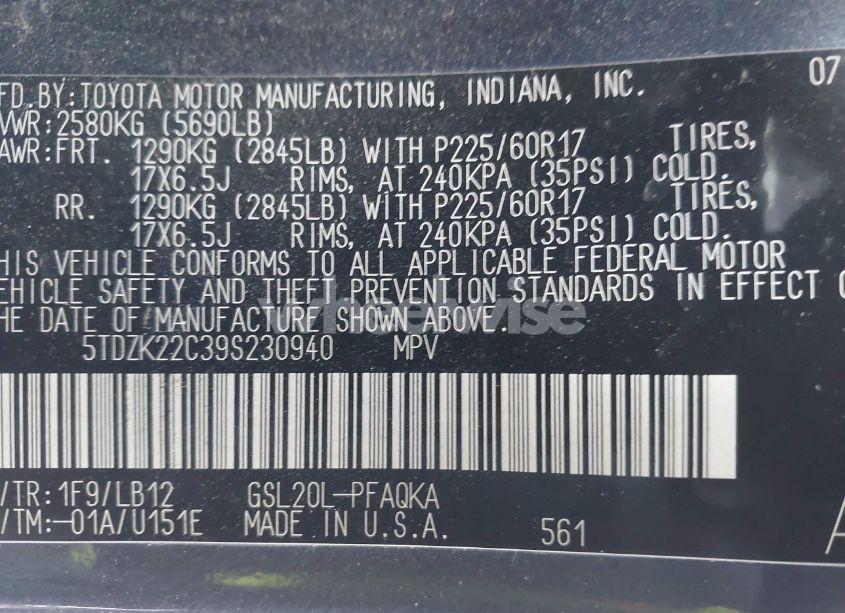 FD.BY:TOYOTA MOTOR MANUFACTURING, INDIANA, INC. 07
VWR:2580KG (5690LB)
AWR:FRT. 1290KG (2845LB) WITH P225/60R17 TIRES,
17X6.5J RIMS, AT 240KPA (35PSI) COLD.
RR. 1290KG (2845LB) WITH P225/60R17 TIRES,
17X6.5J RIMS, AT 240KPA (35PSI) COLD.
HIS VEHICLE CONFORMS TO ALL APPLICABLE FEDERAL MOTOR
EHICLE SAFETY AND THEFT PREVENTION STANDARDS IN EFFECT O
HE DATE OF MANUFACTURE SHOWN ABOVE.
wheelwise
5TDZK22C39S230940 MPV
/TR:1F9/LB12 GSL20L-PFAQKA
/TM:-01A/U151E MADE IN U.S.A. 561 A